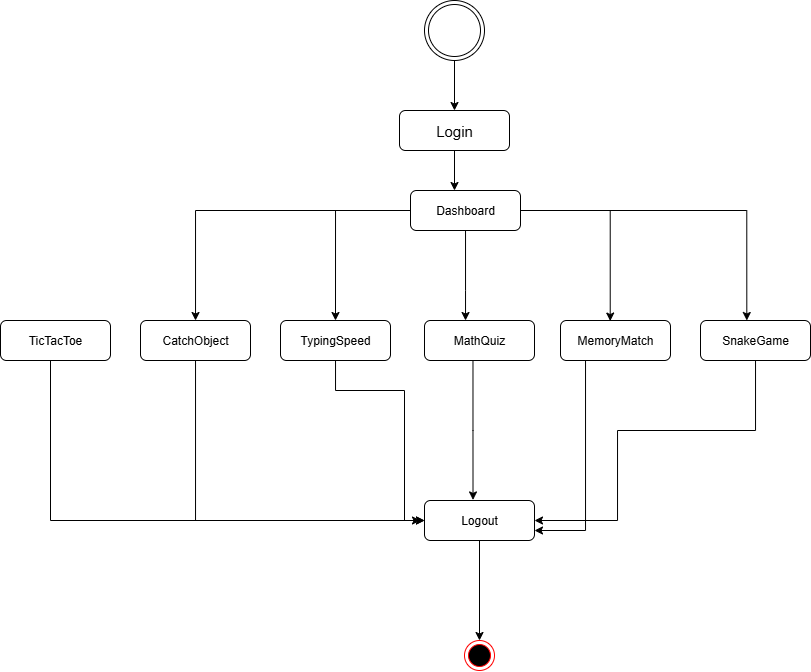 Login
Dashboard
TicTacToe
CatchObject
TypingSpeed
MathQuiz
MemoryMatch
SnakeGame
Logout